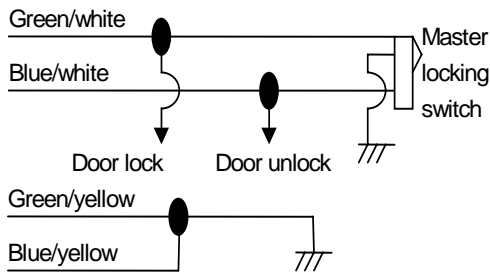 Green/white
Master
locking
switch
Blue/white
Door lock
Door unlock
Green/yellow
Blue/yellow